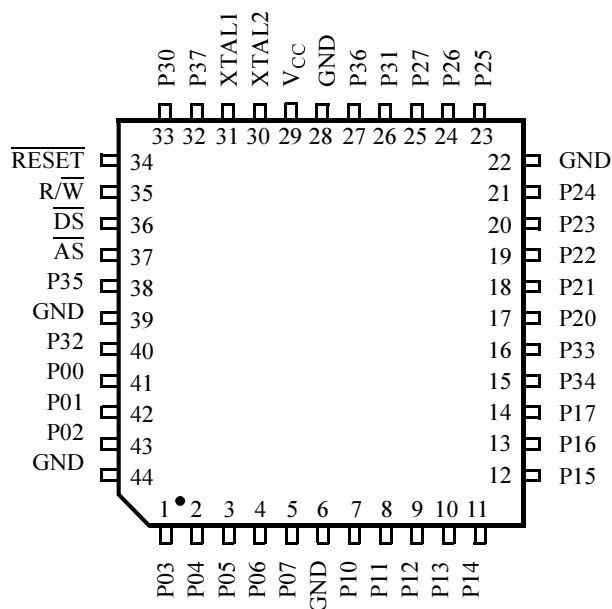 P30 P37 XTAL1 XTAL2 VCC GND P36 P31 P27 P26 P25
33 32 31 30 29 28 27 26 25 24 23
R̅E̅S̅E̅T̅ 34 22 GND
R/W̅ 35 21 P24
D̅S̅ 36 20 P23
A̅S̅ 37 19 P22
P35 38 18 P21
GND 39 17 P20
P32 40 16 P33
P00 41 15 P34
P01 42 14 P17
P02 43 13 P16
GND 44 12 P15
1 2 3 4 5 6 7 8 9 10 11
P03 P04 P05 P06 P07 GND P10 P11 P12 P13 P14